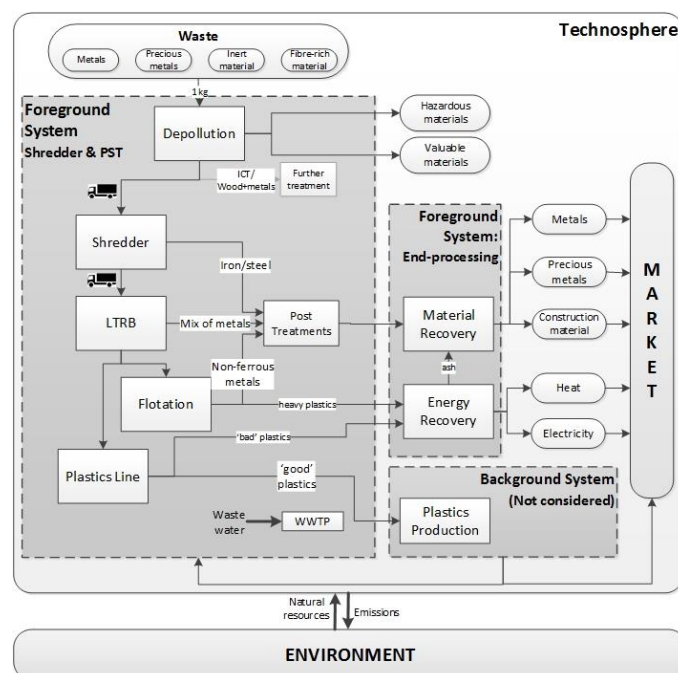 Technosphere
Waste
Metals
Precious
metals
Inert
material
Fibre-rich
material
1 kg
Foreground
System
Shredder & PST
Depollution
Hazardous
materials
Valuable
materials
ICT/
Wood+metals
Further
treatment
Shredder
Iron/steel
Foreground
System:
End-processing
Metals
Precious
metals
Construction
material
Heat
Electricity
M
A
R
K
E
T
LTRB
Mix of metals
Post
Treatments
Material
Recovery
ash
Non-ferrous
metals
Flotation
heavy plastics
Energy
Recovery
'bad' plastics
Plastics Line
'good'
plastics
Background System
(Not considered)
Plastics
Production
Waste
water
WWTP
Natural
resources
Emissions
ENVIRONMENT